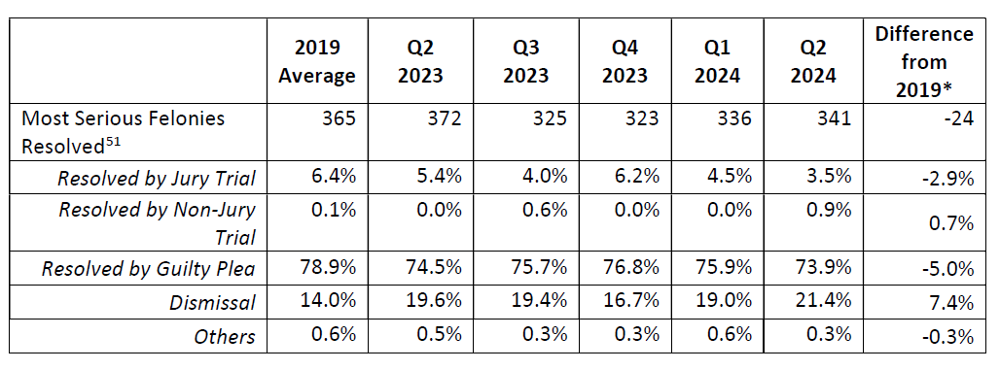 2019 Average Q2 2023 Q3 2023 Q4 2023 Q1 2024 Q2 2024 Difference from 2019*
Most Serious Felonies Resolved51 365 372 325 323 336 341 -24
Resolved by Jury Trial 6.4% 5.4% 4.0% 6.2% 4.5% 3.5% -2.9%
Resolved by Non-Jury Trial 0.1% 0.0% 0.6% 0.0% 0.0% 0.9% 0.7%
Resolved by Guilty Plea 78.9% 74.5% 75.7% 76.8% 75.9% 73.9% -5.0%
Dismissal 14.0% 19.6% 19.4% 16.7% 19.0% 21.4% 7.4%
Others 0.6% 0.5% 0.3% 0.3% 0.6% 0.3% -0.3%